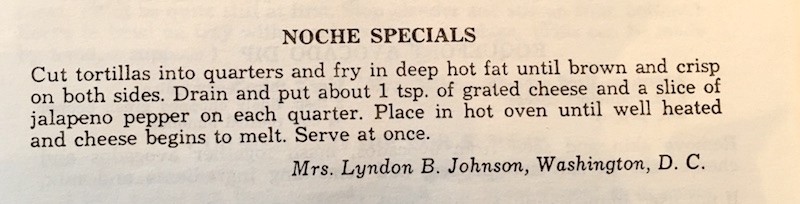 NOCHE SPECIALS
Cut tortillas into quarters and fry in deep hot fat until brown and crisp
on both sides. Drain and put about 1 tsp. of grated cheese and a slice of
jalapeno pepper on each quarter. Place in hot oven until well heated
and cheese begins to melt. Serve at once.
Mrs. Lyndon B. Johnson, Washington, D. C.